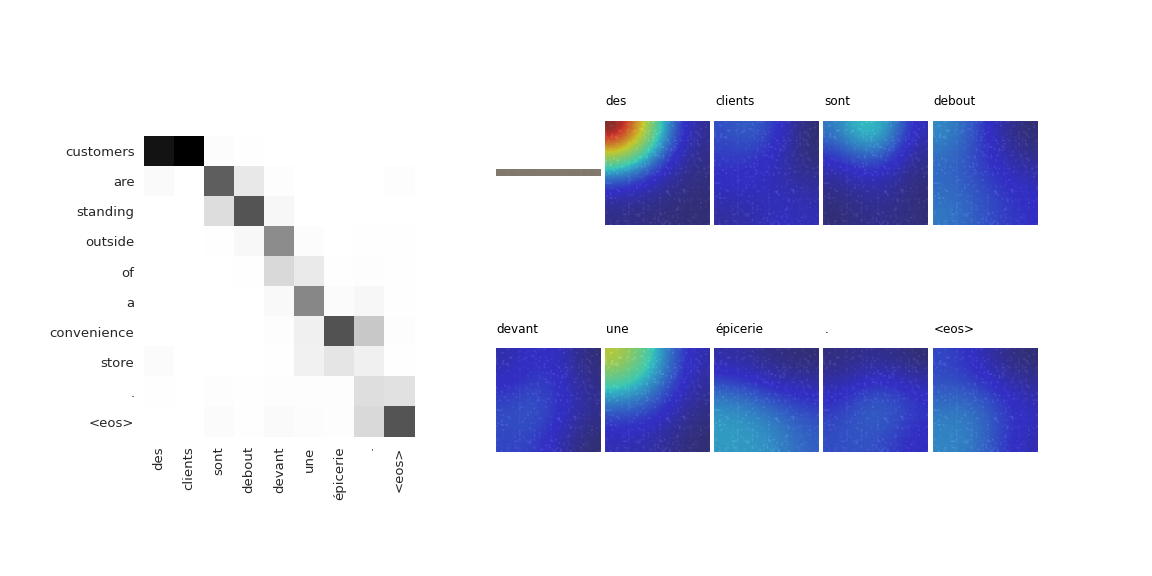 customers
are
standing
outside
of
a
convenience
store
.
<eos>
des
clients
sont
debout
devant
une
épicerie
.
<eos>
des clients sont debout
devant une épicerie . <eos>